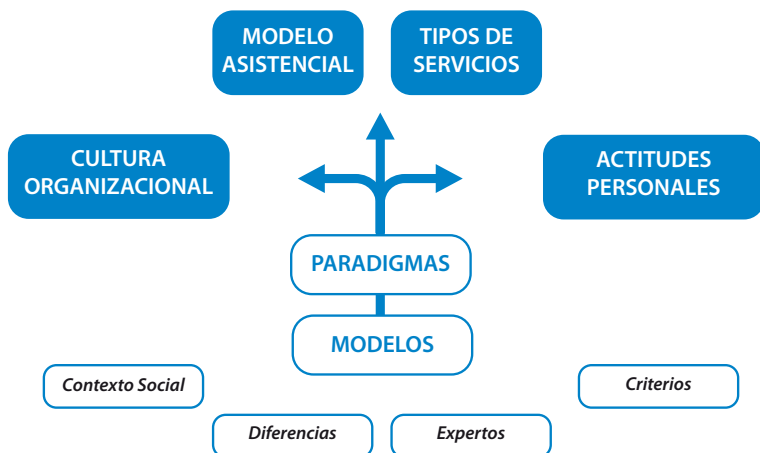 MODELO
ASISTENCIAL
TIPOS DE
SERVICIOS
CULTURA
ORGANIZACIONAL
ACTITUDES
PERSONALES
PARADIGMAS
MODELOS
Contexto Social
Criterios
Diferencias
Expertos